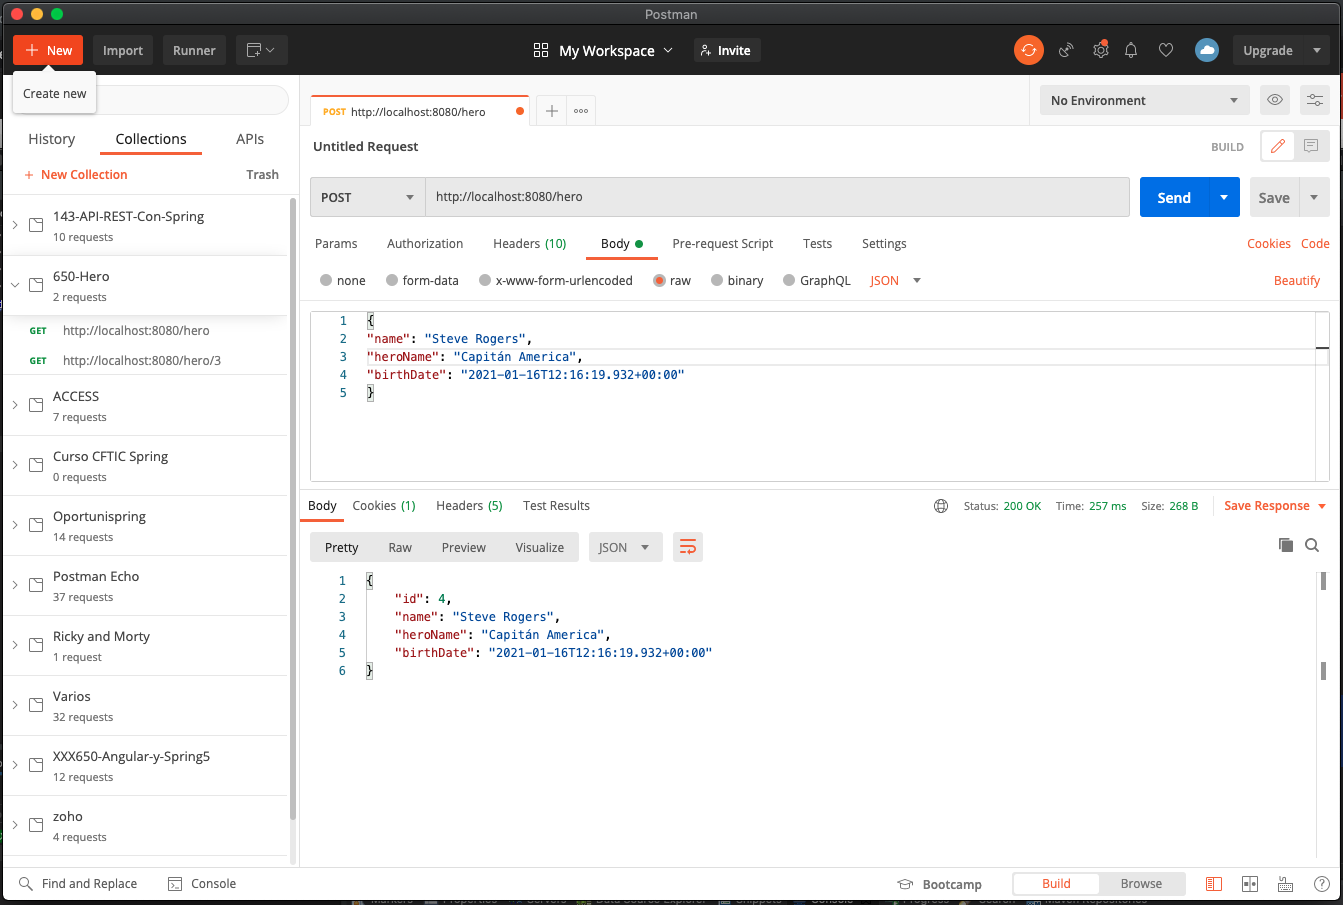 Postman
+ New
Import
Runner
My Workspace
Invite
Upgrade
Create new
History
Collections
APIs
+ New Collection
Trash
143-API-REST-Con-Spring
10 requests
650-Hero
2 requests
GET http://localhost:8080/hero
GET http://localhost:8080/hero/3
ACCESS
7 requests
Curso CFTIC Spring
0 requests
Oportunispring
14 requests
Postman Echo
37 requests
Ricky and Morty
1 request
Varios
32 requests
XXX650-Angular-y-Spring5
12 requests
zoho
4 requests
POST http://localhost:8080/hero
No Environment
Untitled Request
BUILD
POST
http://localhost:8080/hero
Send
Save
Params
Authorization
Headers (10)
Body
Pre-request Script
Tests
Settings
Cookies
Code
none
form-data
x-www-form-urlencoded
raw
binary
GraphQL
JSON
Beautify
1 {
2 "name": "Steve Rogers",
3 "heroName": "Capitán America",
4 "birthDate": "2021-01-16T12:16:19.932+00:00"
5 }
Body
Cookies (1)
Headers (5)
Test Results
Status: 200 OK
Time: 257 ms
Size: 268 B
Save Response
Pretty
Raw
Preview
Visualize
JSON
1 {
2 "id": 4,
3 "name": "Steve Rogers",
4 "heroName": "Capitán America",
5 "birthDate": "2021-01-16T12:16:19.932+00:00"
6 }
Find and Replace
Console
Bootcamp
Build
Browse